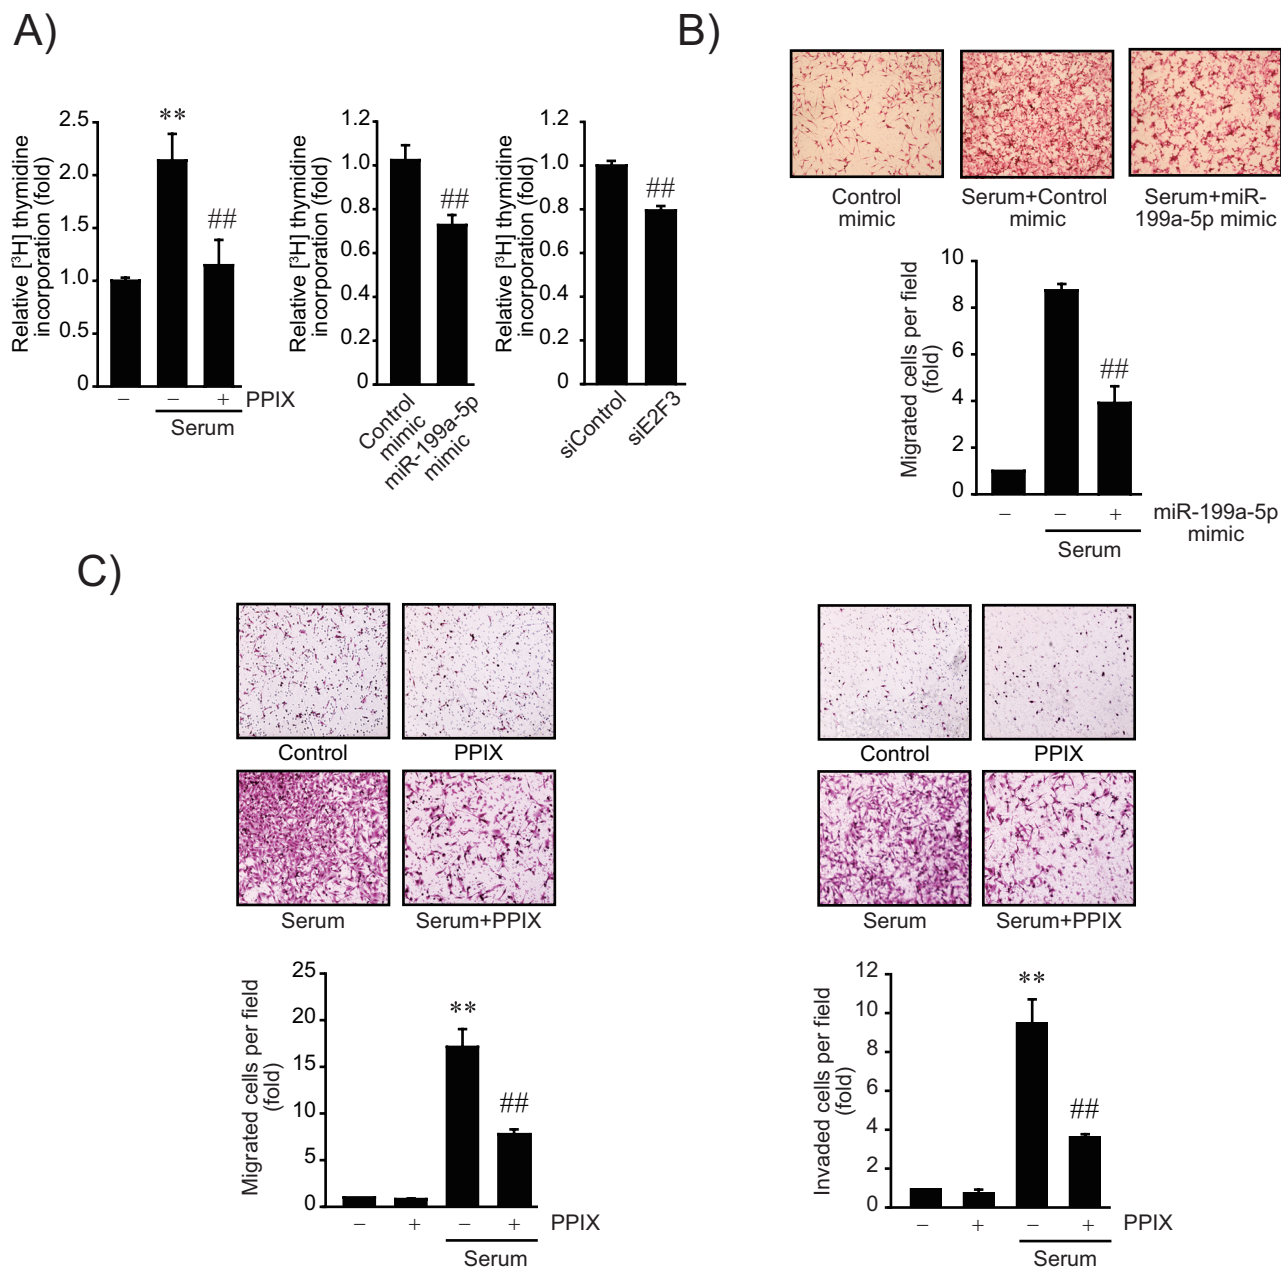 A)
B)
Relative [³H] thymidine
incorporation (fold)
2.5
2.0
1.5
1.0
0.5
0
**
##
− − + PPIX
Serum
Relative [³H] thymidine
incorporation (fold)
1.2
1.0
0.8
0.6
0.4
0.2
0
##
Control
mimic
miR-199a-5p
mimic
Relative [³H] thymidine
incorporation (fold)
1.2
1.0
0.8
0.6
0.4
0.2
0
##
siControl
siE2F3
Control
mimic
Serum+Control
mimic
Serum+miR-
199a-5p mimic
Migrated cells per field
(fold)
10
8
6
4
2
0
##
− − + miR-199a-5p
mimic
Serum
C)
Control
PPIX
Serum
Serum+PPIX
Migrated cells per field
(fold)
25
20
15
10
5
0
**
##
− + − + PPIX
Serum
Control
PPIX
Serum
Serum+PPIX
Invaded cells per field
(fold)
12
10
8
6
4
2
0
**
##
− + − + PPIX
Serum